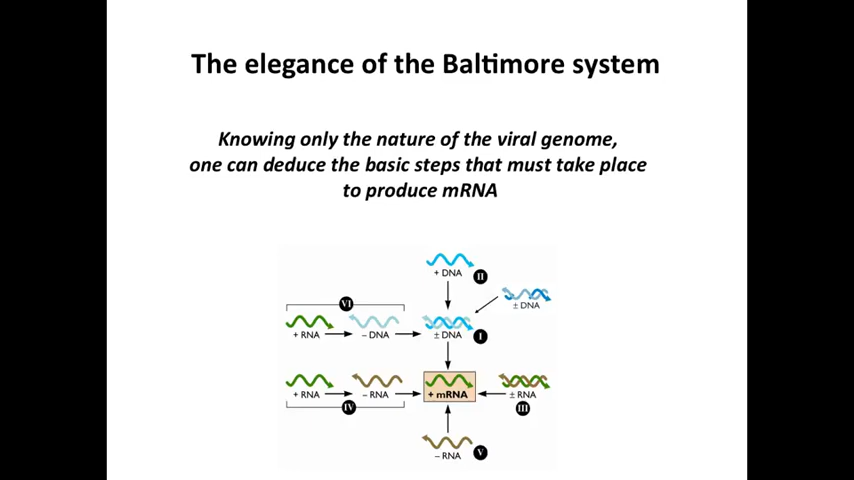 The elegance of the Baltimore system
Knowing only the nature of the viral genome,
one can deduce the basic steps that must take place
to produce mRNA
+ DNA
II
± DNA
VI
+ RNA
– DNA
± DNA
I
+ RNA
– RNA
+ mRNA
± RNA
IV
III
– RNA
V